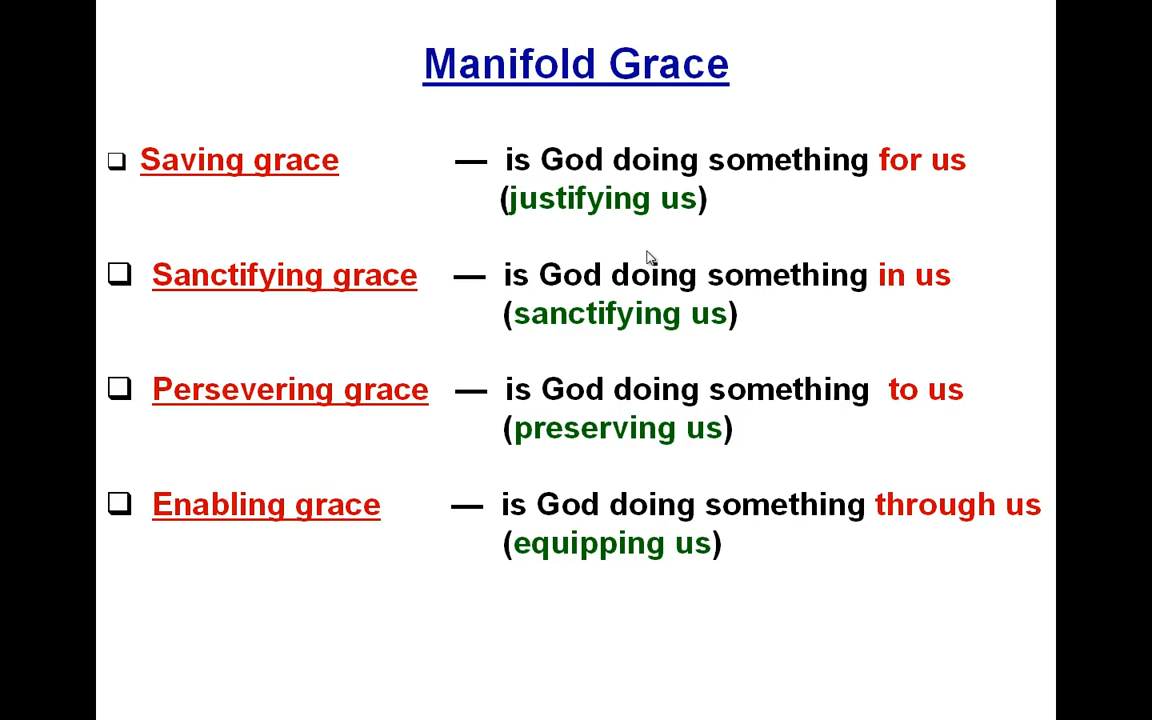 Manifold Grace
❑ Saving grace — is God doing something for us
(justifying us)
❑ Sanctifying grace — is God doing something in us
(sanctifying us)
❑ Persevering grace — is God doing something to us
(preserving us)
❑ Enabling grace — is God doing something through us
(equipping us)